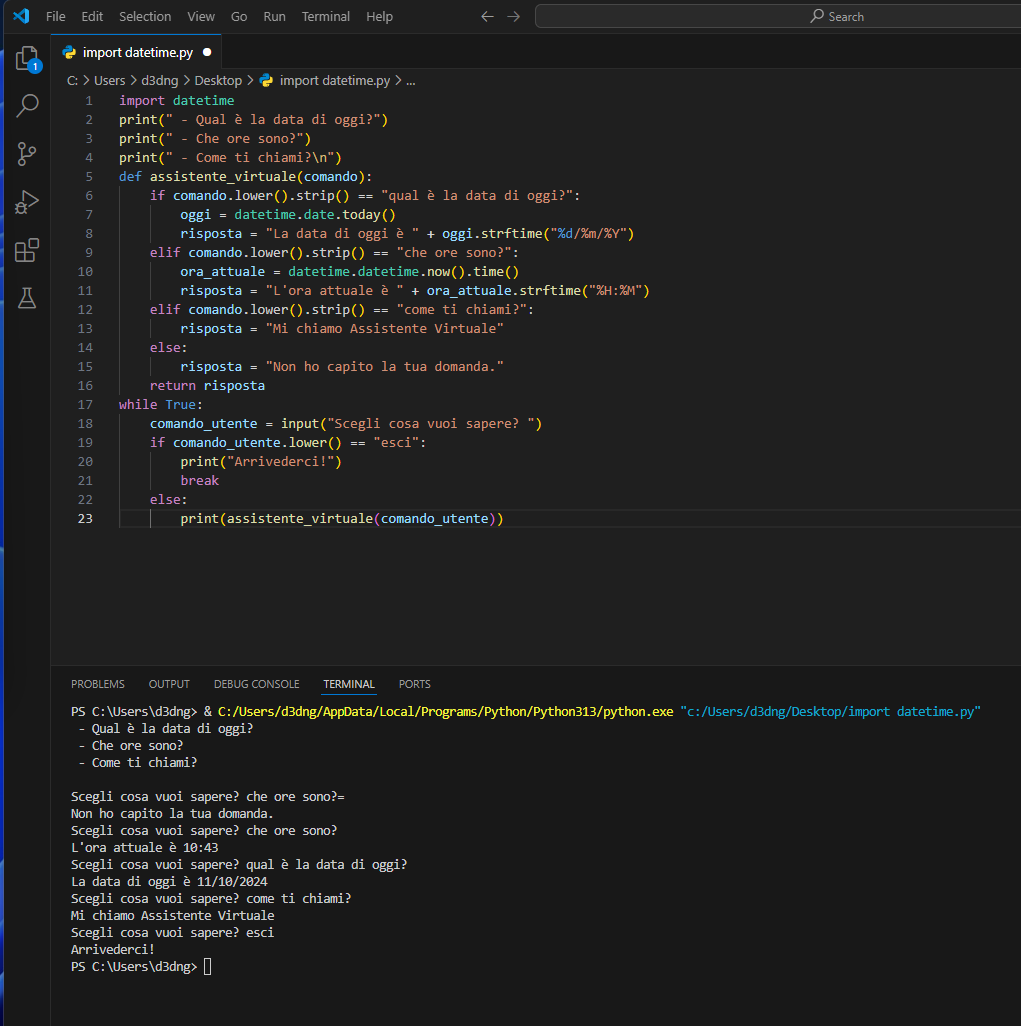 File Edit Selection View Go Run Terminal Help Search
import datetime.py
1
C: > Users > d3dng > Desktop > import datetime.py > ...
1 import datetime
2 print(" - Qual è la data di oggi?")
3 print(" - Che ore sono?")
4 print(" - Come ti chiami?\n")
5 def assistente_virtuale(comando):
6     if comando.lower().strip() == "qual è la data di oggi?":
7         oggi = datetime.date.today()
8         risposta = "La data di oggi è " + oggi.strftime("%d/%m/%Y")
9     elif comando.lower().strip() == "che ore sono?":
10         ora_attuale = datetime.datetime.now().time()
11         risposta = "L'ora attuale è " + ora_attuale.strftime("%H:%M")
12     elif comando.lower().strip() == "come ti chiami?":
13         risposta = "Mi chiamo Assistente Virtuale"
14     else:
15         risposta = "Non ho capito la tua domanda."
16     return risposta
17 while True:
18     comando_utente = input("Scegli cosa vuoi sapere? ")
19     if comando_utente.lower() == "esci":
20         print("Arrivederci!")
21         break
22     else:
23         print(assistente_virtuale(comando_utente))
PROBLEMS OUTPUT DEBUG CONSOLE TERMINAL PORTS
PS C:\Users\d3dng> & C:/Users/d3dng/AppData/Local/Programs/Python/Python313/python.exe "c:/Users/d3dng/Desktop/import datetime.py"
 - Qual è la data di oggi?
 - Che ore sono?
 - Come ti chiami?
Scegli cosa vuoi sapere? che ore sono?=
Non ho capito la tua domanda.
Scegli cosa vuoi sapere? che ore sono?
L'ora attuale è 10:43
Scegli cosa vuoi sapere? qual è la data di oggi?
La data di oggi è 11/10/2024
Scegli cosa vuoi sapere? come ti chiami?
Mi chiamo Assistente Virtuale
Scegli cosa vuoi sapere? esci
Arrivederci!
PS C:\Users\d3dng>